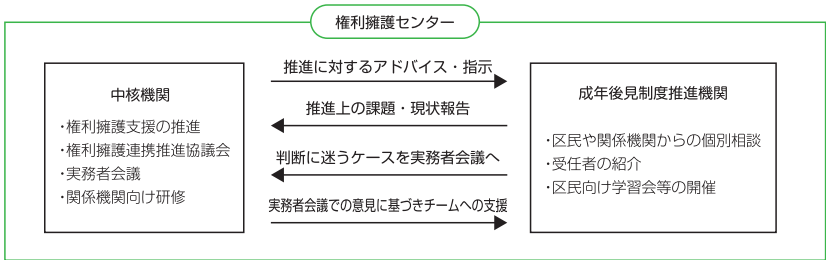 権利擁護センター
中核機関
・権利擁護支援の推進
・権利擁護連携推進協議会
・実務者会議
・関係機関向け研修
推進に対するアドバイス・指示
推進上の課題・現状報告
判断に迷うケースを実務者会議へ
実務者会議での意見に基づきチームへの支援
成年後見制度推進機関
・区民や関係機関からの個別相談
・受任者の紹介
・区民向け学習会等の開催